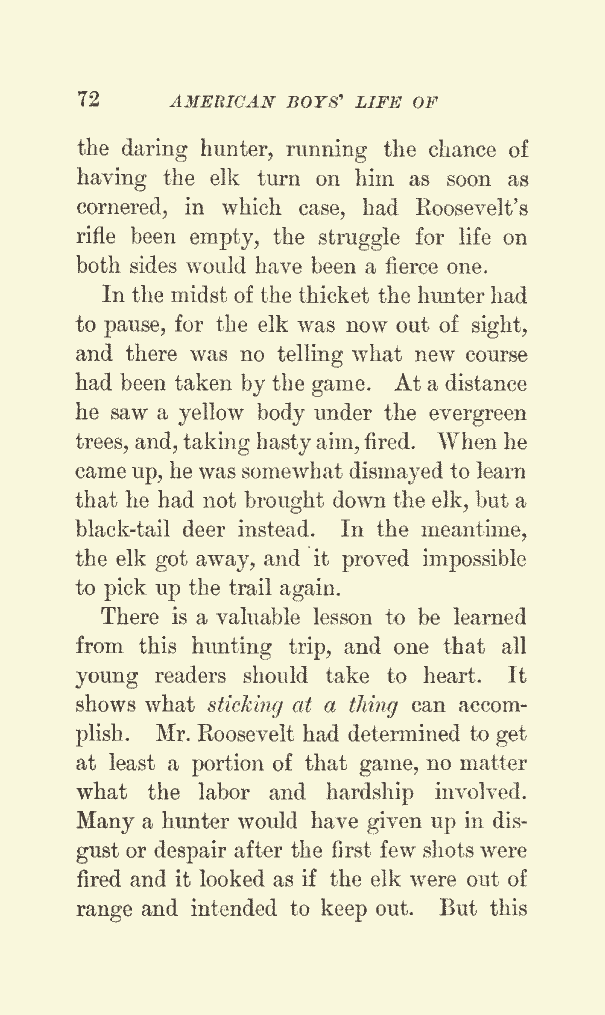 72 AMERICAN BOYS' LIFE OF
the daring hunter, running the chance of
having the elk turn on him as soon as
cornered, in which case, had Roosevelt's
rifle been empty, the struggle for life on
both sides would have been a fierce one.
In the midst of the thicket the hunter had
to pause, for the elk was now out of sight,
and there was no telling what new course
had been taken by the game. At a distance
he saw a yellow body under the evergreen
trees, and, taking hasty aim, fired. When he
came up, he was somewhat dismayed to learn
that he had not brought down the elk, but a
black-tail deer instead. In the meantime,
the elk got away, and it proved impossible
to pick up the trail again.
There is a valuable lesson to be learned
from this hunting trip, and one that all
young readers should take to heart. It
shows what sticking at a thing can accom-
plish. Mr. Roosevelt had determined to get
at least a portion of that game, no matter
what the labor and hardship involved.
Many a hunter would have given up in dis-
gust or despair after the first few shots were
fired and it looked as if the elk were out of
range and intended to keep out. But this